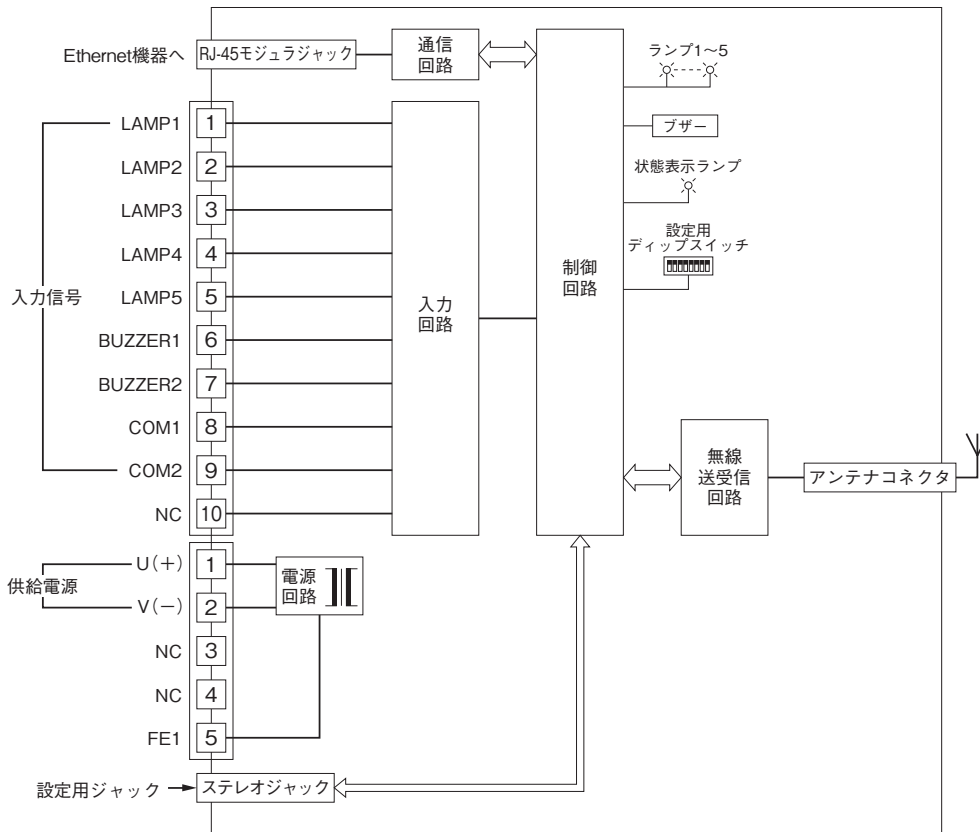 Ethernet機器へ
RJ-45モジュラジャック
通信
回路
ランプ1〜5
ブザー
状態表示ランプ
設定用
ディップスイッチ
制御
回路
入力信号
LAMP1
1
LAMP2
2
LAMP3
3
LAMP4
4
LAMP5
5
BUZZER1
6
BUZZER2
7
COM1
8
COM2
9
NC
10
入力
回路
無線
送受信
回路
アンテナコネクタ
供給電源
U(+)
1
V(−)
2
NC
3
NC
4
FE1
5
電源
回路
設定用ジャック
ステレオジャック